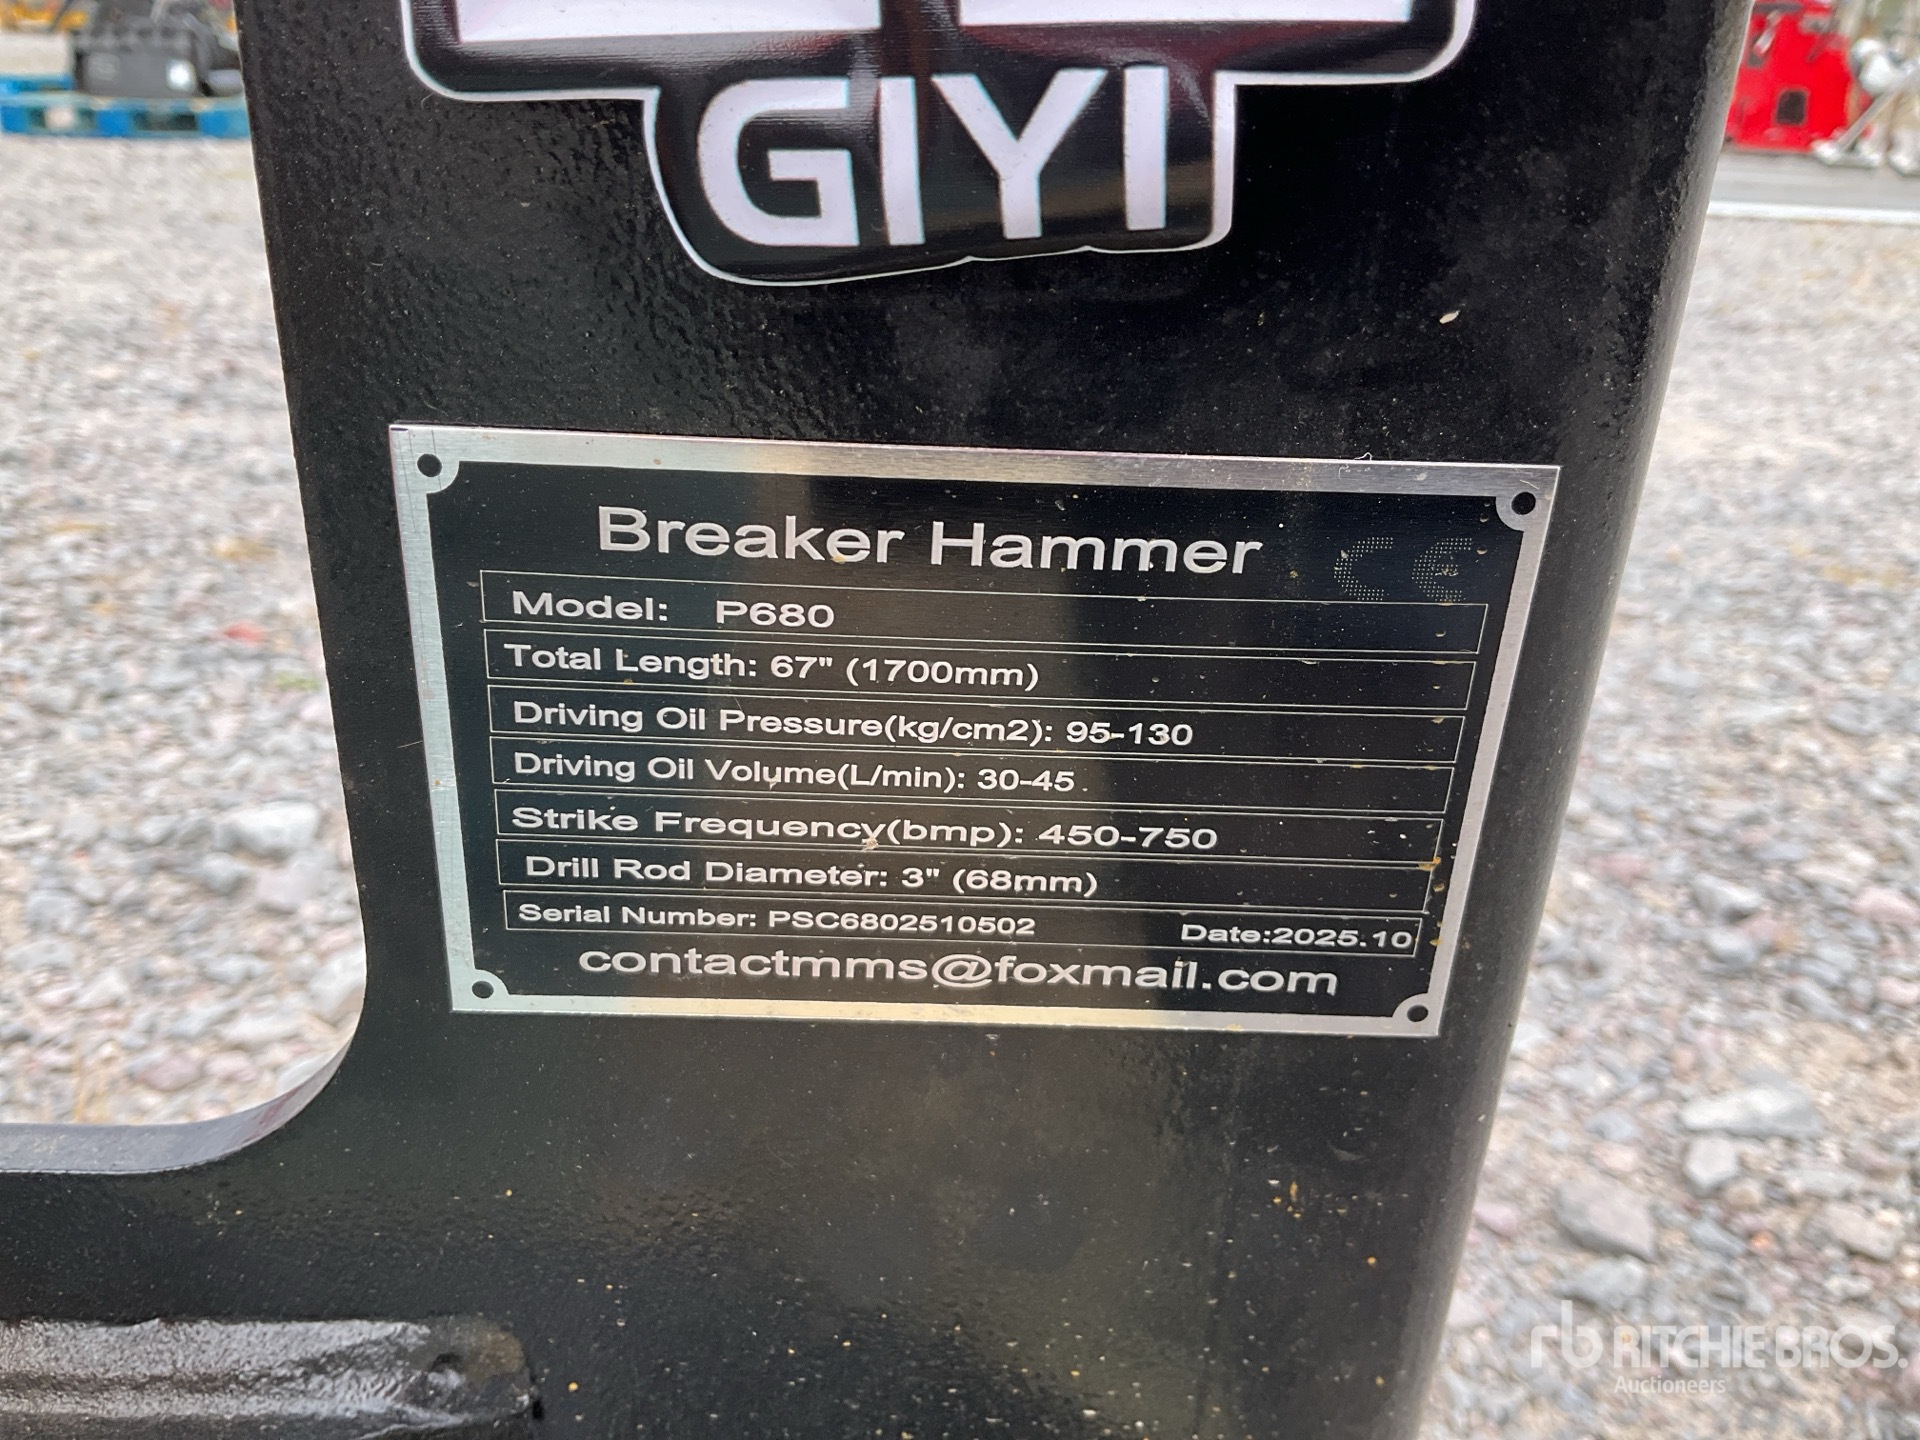 GIYI
Breaker Hammer CE
Model: P680
Total Length: 67" (1700mm)
Driving Oil Pressure(kg/cm2): 95-130
Driving Oil Volume(L/min): 30-45
Strike Frequency(bmp): 450-750
Drill Rod Diameter: 3" (68mm)
Serial Number: PSC6802510502 Date:2025.10
contactmms@foxmail.com
rb RITCHIE BROS.
Auctioneers